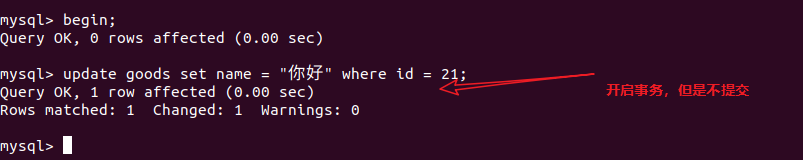 mysql> begin;
Query OK, 0 rows affected (0.00 sec)
mysql> update goods set name = "你好" where id = 21;
Query OK, 1 row affected (0.00 sec)
开启事务，但是不提交
Rows matched: 1  Changed: 1  Warnings: 0
mysql>